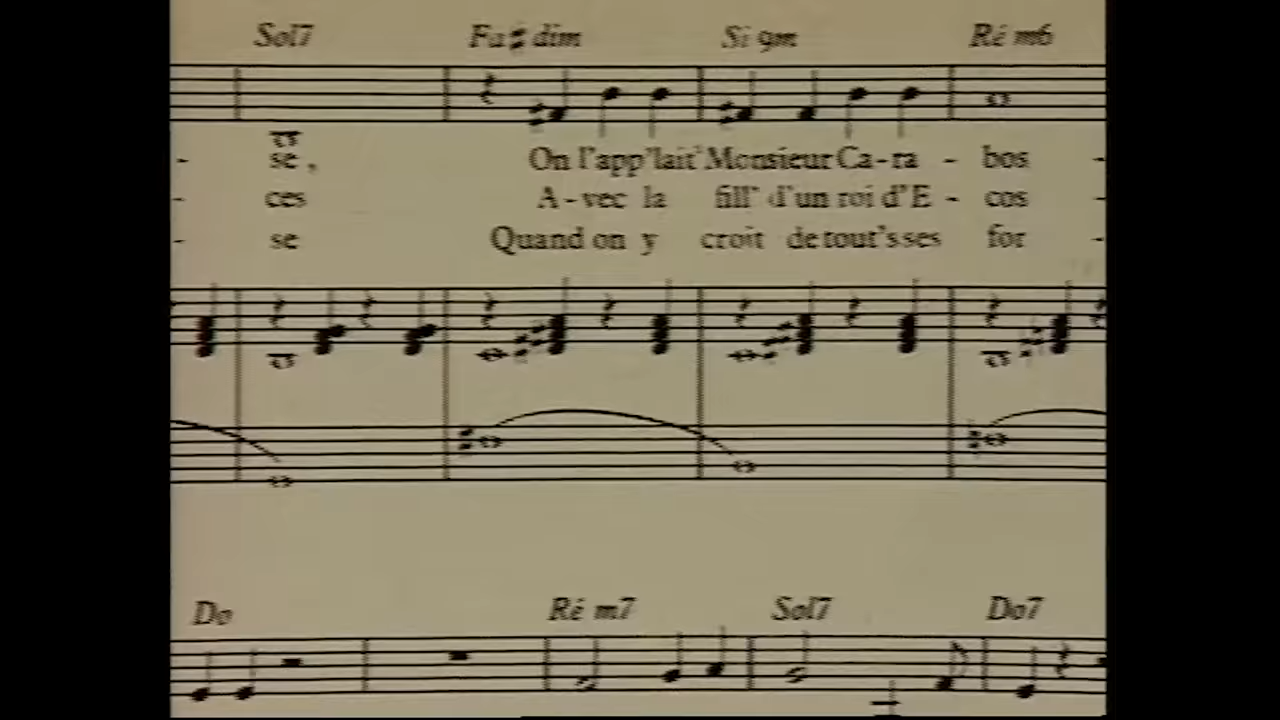 Sol7 Fa♯dim Si 9m Ré m6
- se, On l'app'lait' Monsieur Ca-ra - bos -
- ces A-vec la fill' d'un roi d'E - cos -
- se Quand on y croit de tout's ses for -
Do Ré m7 Sol7 Do7